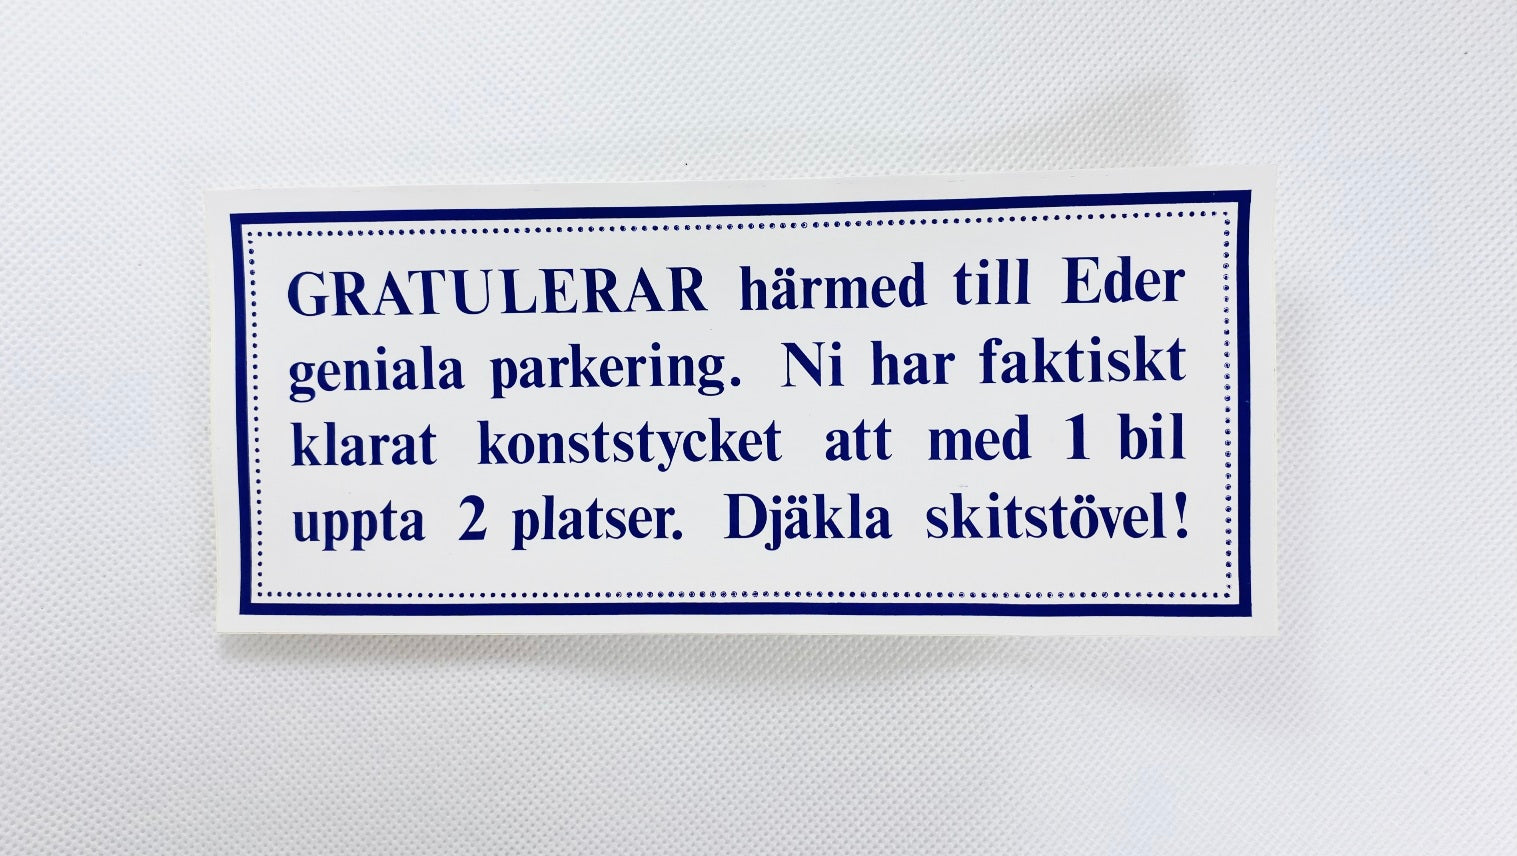 GRATULERAR härmed till Eder
geniala parkering. Ni har faktiskt
klarat konststycket att med 1 bil
uppta 2 platser. Djäkla skitstövel!